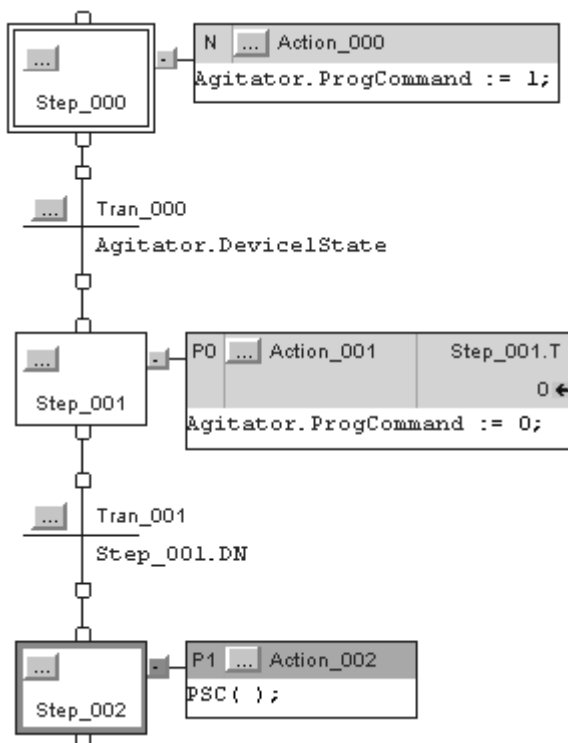 N ... Action_000
...
Agitator.ProgCommand := 1;
Step_000
... Tran_000
Agitator.Device1State
P0 ... Action_001 Step_001.T
...
0
Step_001
Agitator.ProgCommand := 0;
... Tran_001
Step_001.DN
P1 ... Action_002
...
PSC( );
Step_002